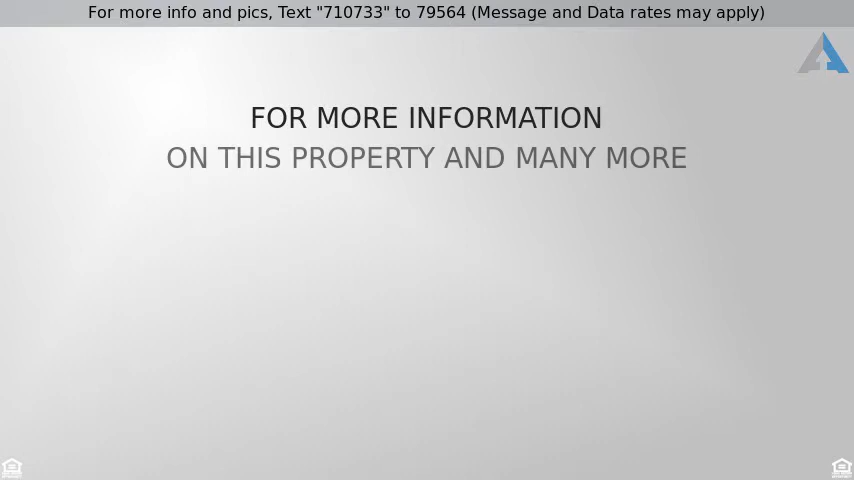 For more info and pics, Text "710733" to 79564 (Message and Data rates may apply)
FOR MORE INFORMATION
ON THIS PROPERTY AND MANY MORE